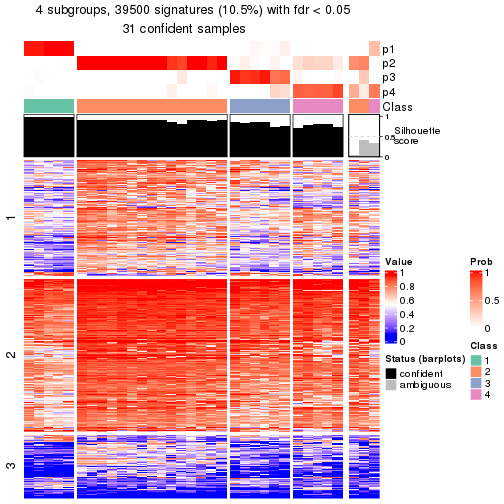 4 subgroups, 39500 signatures (10.5%) with fdr < 0.05
31 confident samples
p1
p2
p3
p4
Class
1
0.5
0
Silhouette
score
1
2
3
Value
1
0.8
0.6
0.4
0.2
0
Prob
1
0.5
0
Status (barplots)
confident
ambiguous
Class
1
2
3
4